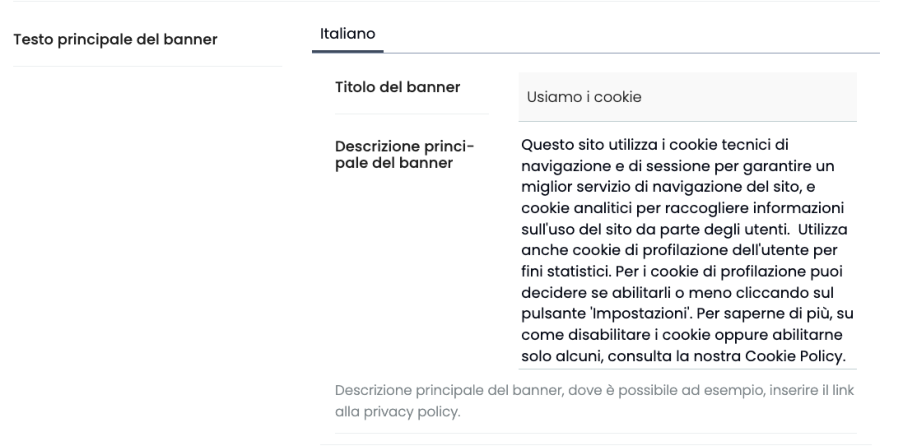 Testo principale del banner
Italiano
Titolo del banner
Usiamo i cookie
Descrizione princi-
pale del banner
Questo sito utilizza i cookie tecnici di
navigazione e di sessione per garantire un
miglior servizio di navigazione del sito, e
cookie analitici per raccogliere informazioni
sull'uso del sito da parte degli utenti.  Utilizza
anche cookie di profilazione dell'utente per
fini statistici. Per i cookie di profilazione puoi
decidere se abilitarli o meno cliccando sul
pulsante 'Impostazioni'. Per saperne di più, su
come disabilitare i cookie oppure abilitarne
solo alcuni, consulta la nostra Cookie Policy.
Descrizione principale del banner, dove è possibile ad esempio, inserire il link
alla privacy policy.